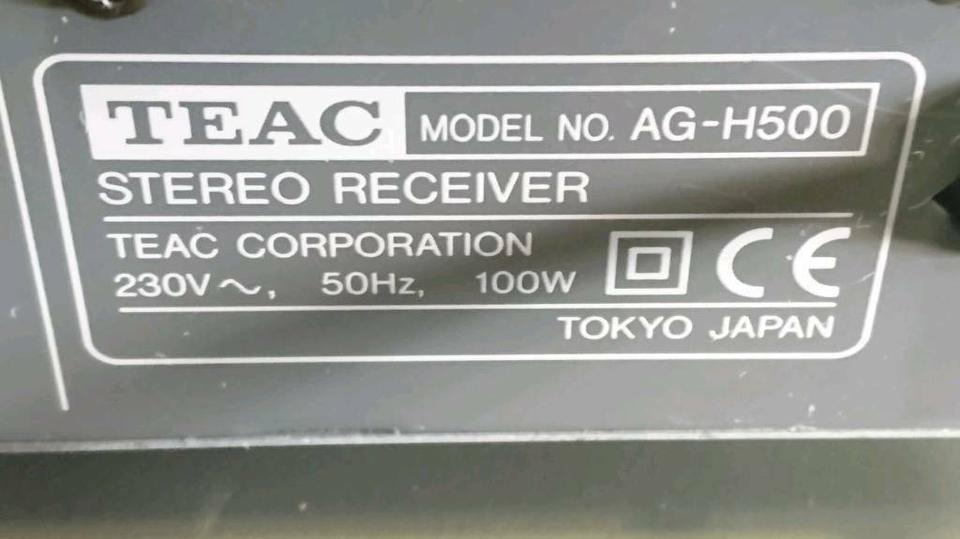 TEAC MODEL NO. AG-H500
STEREO RECEIVER
TEAC CORPORATION
230V~, 50Hz, 100W CE
TOKYO JAPAN